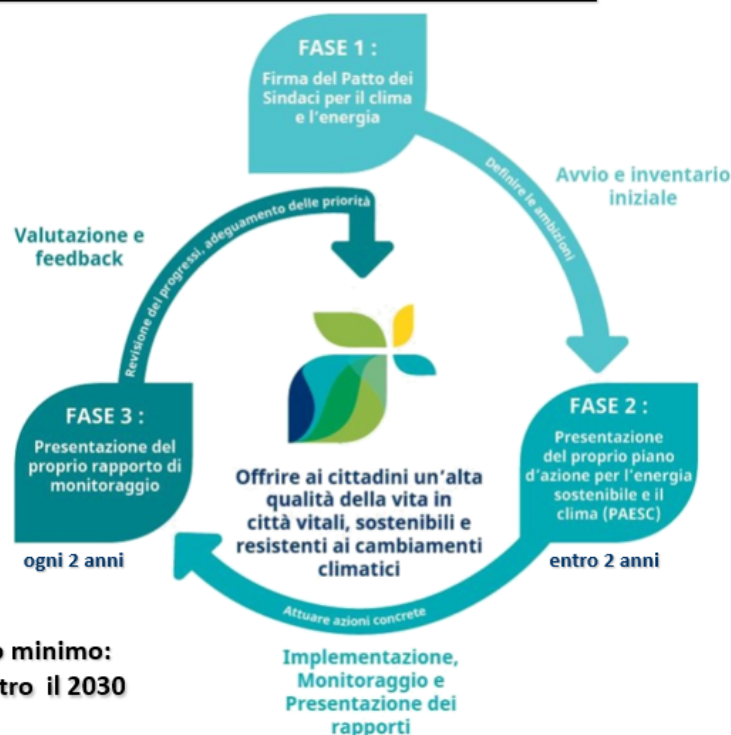 FASE 1 :
Firma del Patto dei
Sindaci per il clima
e l'energia
Definire le ambizioni
Avvio e inventario
iniziale
FASE 2 :
Presentazione
del proprio piano
d'azione per l'energia
sostenibile e il
clima (PAESC)
entro 2 anni
Attuare azioni concrete
Implementazione,
Monitoraggio e
Presentazione dei
rapporti
FASE 3 :
Presentazione del
proprio rapporto di
monitoraggio
ogni 2 anni
Revisione dei progressi, adeguamento delle priorità
Valutazione e
feedback
Offrire ai cittadini un'alta
qualità della vita in
città vitali, sostenibili e
resistenti ai cambiamenti
climatici
minimo:
il 2030